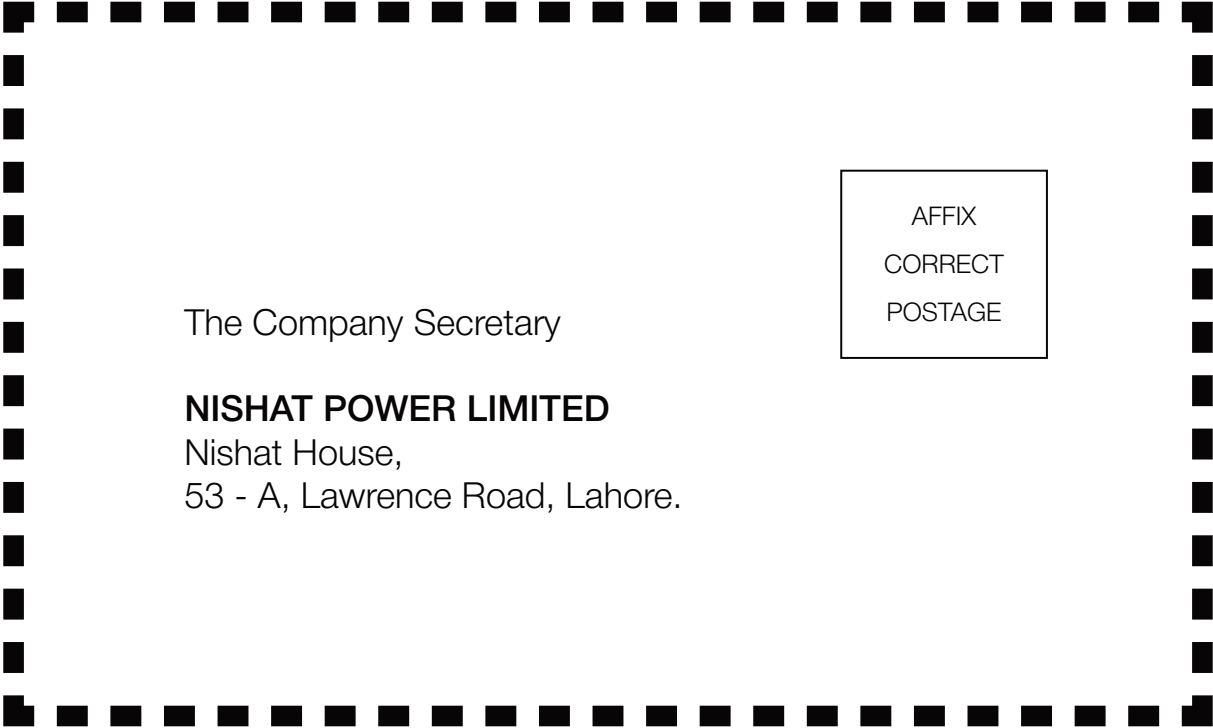 AFFIX
CORRECT
POSTAGE
The Company Secretary
NISHAT POWER LIMITED
Nishat House,
53 - A, Lawrence Road, Lahore.